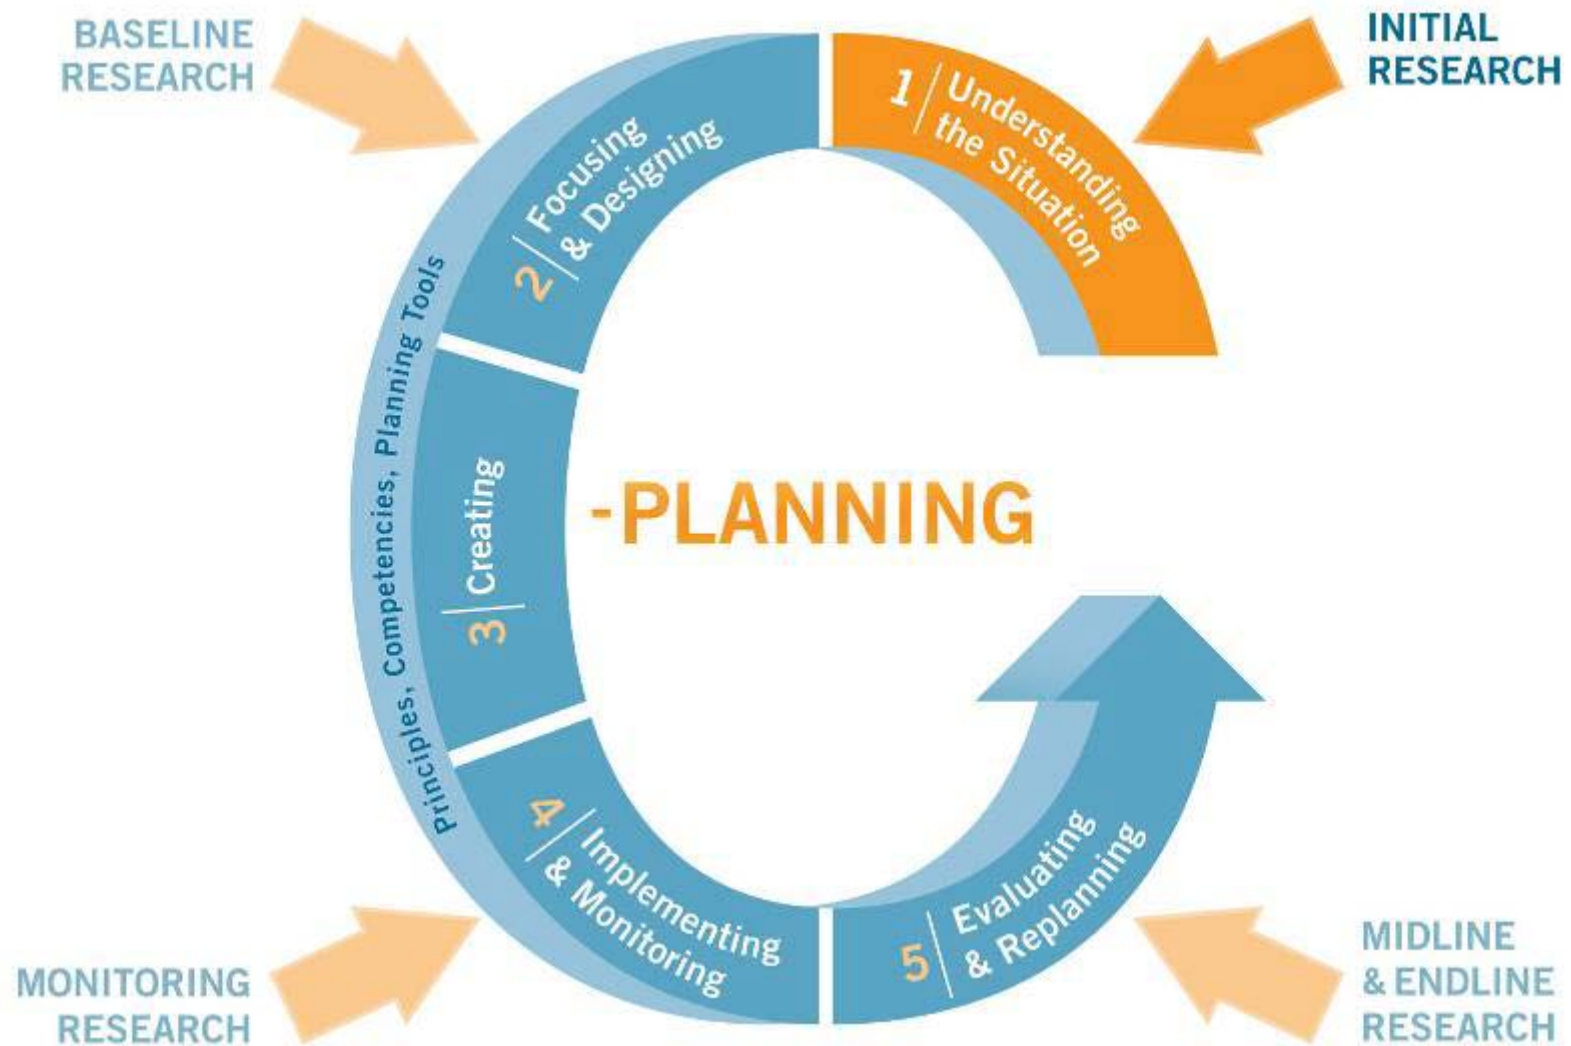 BASELINE
RESEARCH
INITIAL
RESEARCH
1 Understanding
the Situation
2 Focusing
& Designing
Principles, Competencies, Planning Tools
3 Creating
-PLANNING
4 Implementing
& Monitoring
5 Evaluating
& Replanning
MONITORING
RESEARCH
MIDLINE
& ENDLINE
RESEARCH